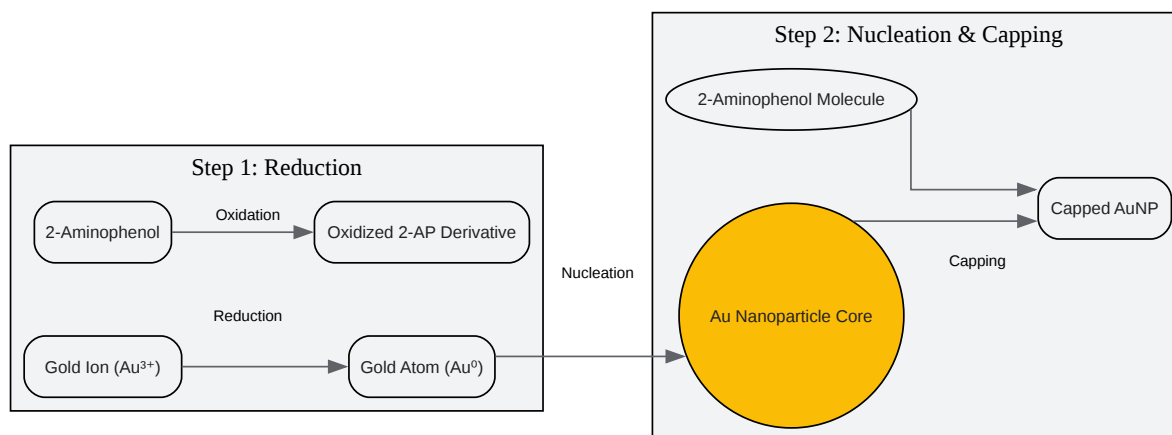 Step 1: Reduction
2-Aminophenol
Oxidation
Oxidized 2-AP Derivative
Reduction
Gold Ion (Au³⁺)
Gold Atom (Au⁰)
Nucleation
Step 2: Nucleation & Capping
2-Aminophenol Molecule
Capped AuNP
Capping
Au Nanoparticle Core